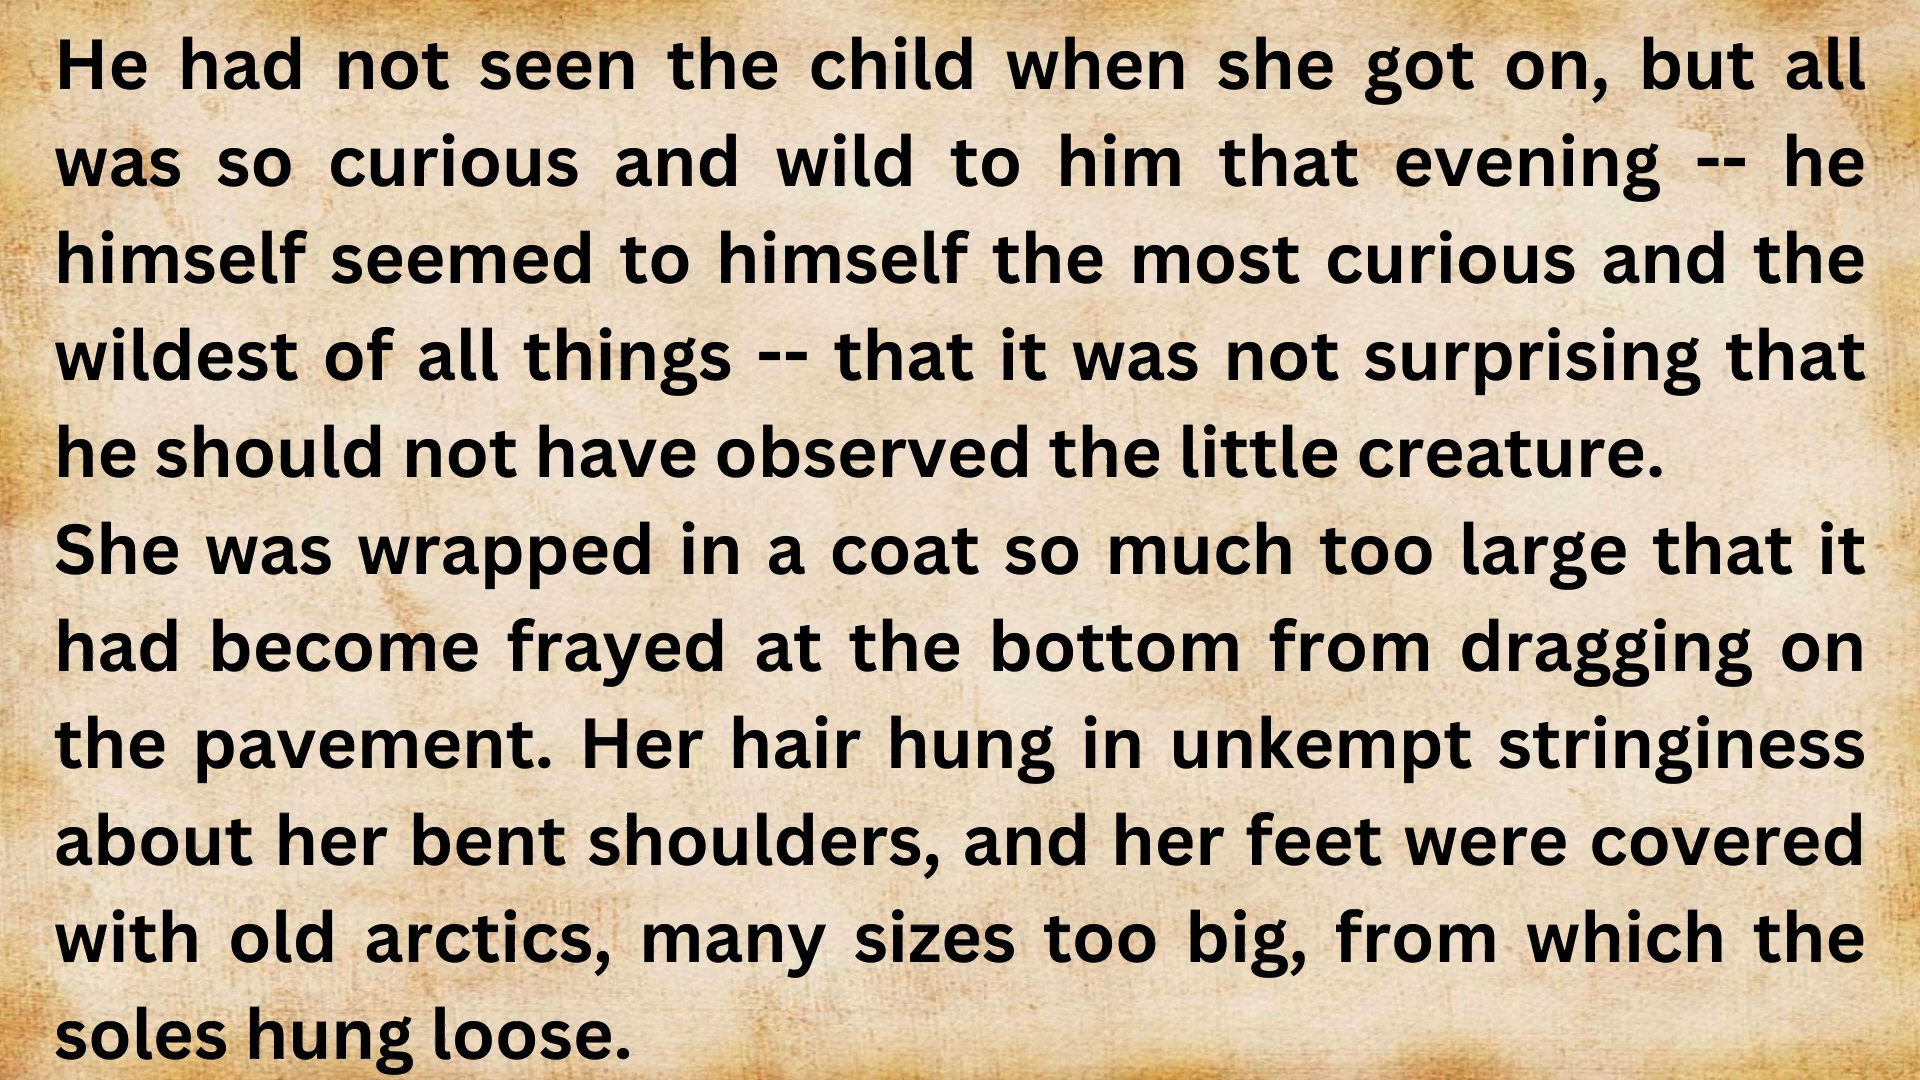 He had not seen the child when she got on, but all
was so curious and wild to him that evening -- he
himself seemed to himself the most curious and the
wildest of all things -- that it was not surprising that
he should not have observed the little creature.
She was wrapped in a coat so much too large that it
had become frayed at the bottom from dragging on
the pavement. Her hair hung in unkempt stringiness
about her bent shoulders, and her feet were covered
with old arctics, many sizes too big, from which the
soles hung loose.